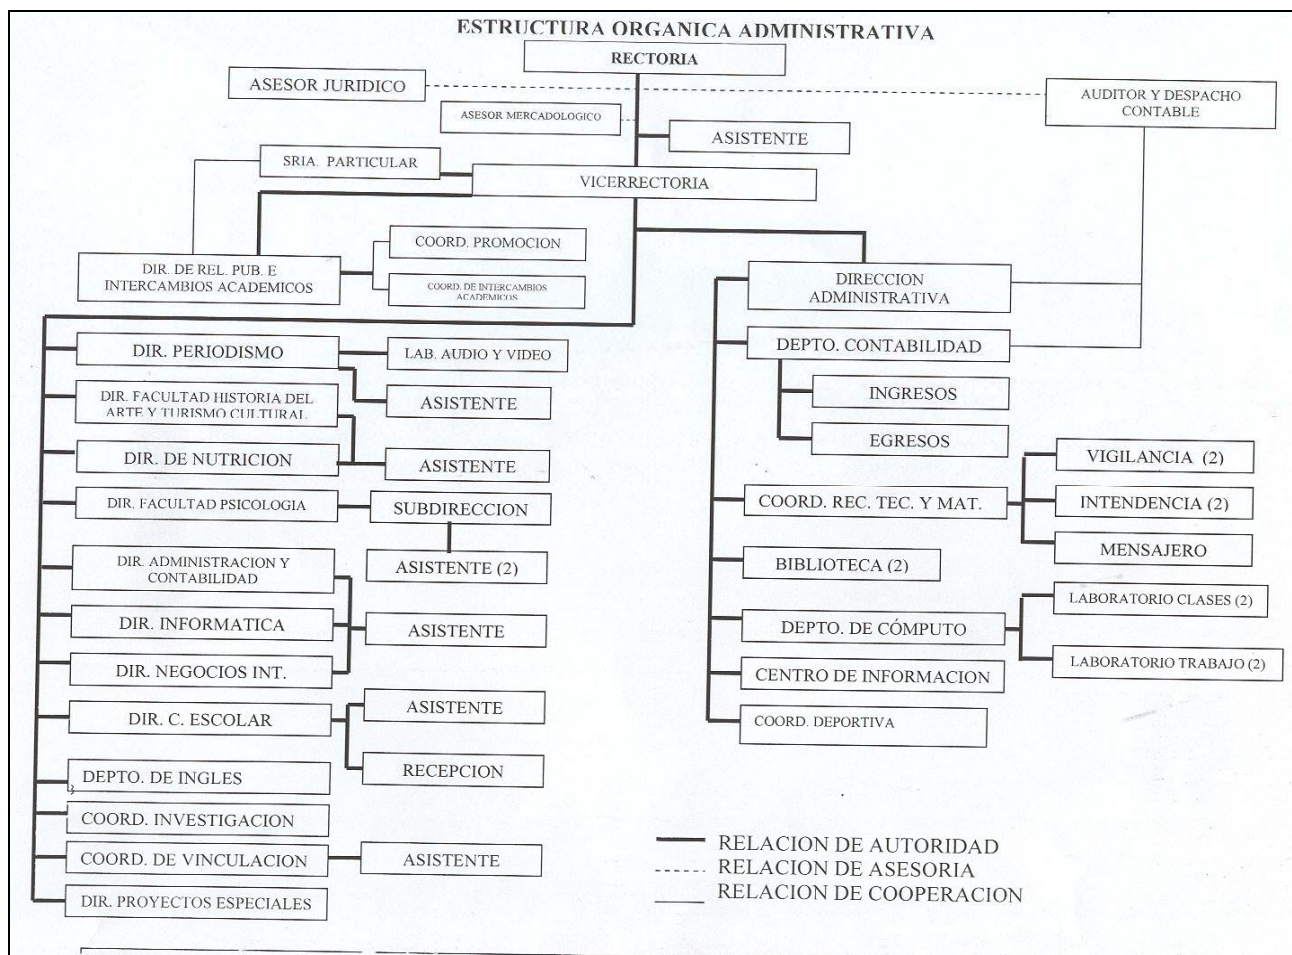 ESTRUCTURA ORGANICA ADMINISTRATIVA
RECTORIA
ASESOR JURIDICO
AUDITOR Y DESPACHO
CONTABLE
ASESOR MERCADOLOGICO
ASISTENTE
SRIA. PARTICULAR
VICERRECTORIA
COORD. PROMOCION
DIR. DE REL. PUB. E
INTERCAMBIOS ACADEMICOS
COORD. DE INTERCAMBIOS
ACADEMICOS
DIRECCION
ADMINISTRATIVA
DIR. PERIODISMO
LAB. AUDIO Y VIDEO
ASISTENTE
DIR. FACULTAD HISTORIA DEL
ARTE Y TURISMO CULTURAL
DIR. DE NUTRICION
ASISTENTE
DIR. FACULTAD PSICOLOGIA
SUBDIRECCION
ASISTENTE (2)
DIR. ADMINISTRACION Y
CONTABILIDAD
DIR. INFORMATICA
ASISTENTE
DIR. NEGOCIOS INT.
DIR. C. ESCOLAR
ASISTENTE
RECEPCION
DEPTO. DE INGLES
COORD. INVESTIGACION
COORD. DE VINCULACION
ASISTENTE
DIR. PROYECTOS ESPECIALES
DEPTO. CONTABILIDAD
INGRESOS
EGRESOS
COORD. REC. TEC. Y MAT.
VIGILANCIA (2)
INTENDENCIA (2)
MENSAJERO
BIBLIOTECA (2)
DEPTO. DE CÓMPUTO
LABORATORIO CLASES (2)
LABORATORIO TRABAJO (2)
CENTRO DE INFORMACION
COORD. DEPORTIVA
RELACION DE AUTORIDAD
RELACION DE ASESORIA
RELACION DE COOPERACION